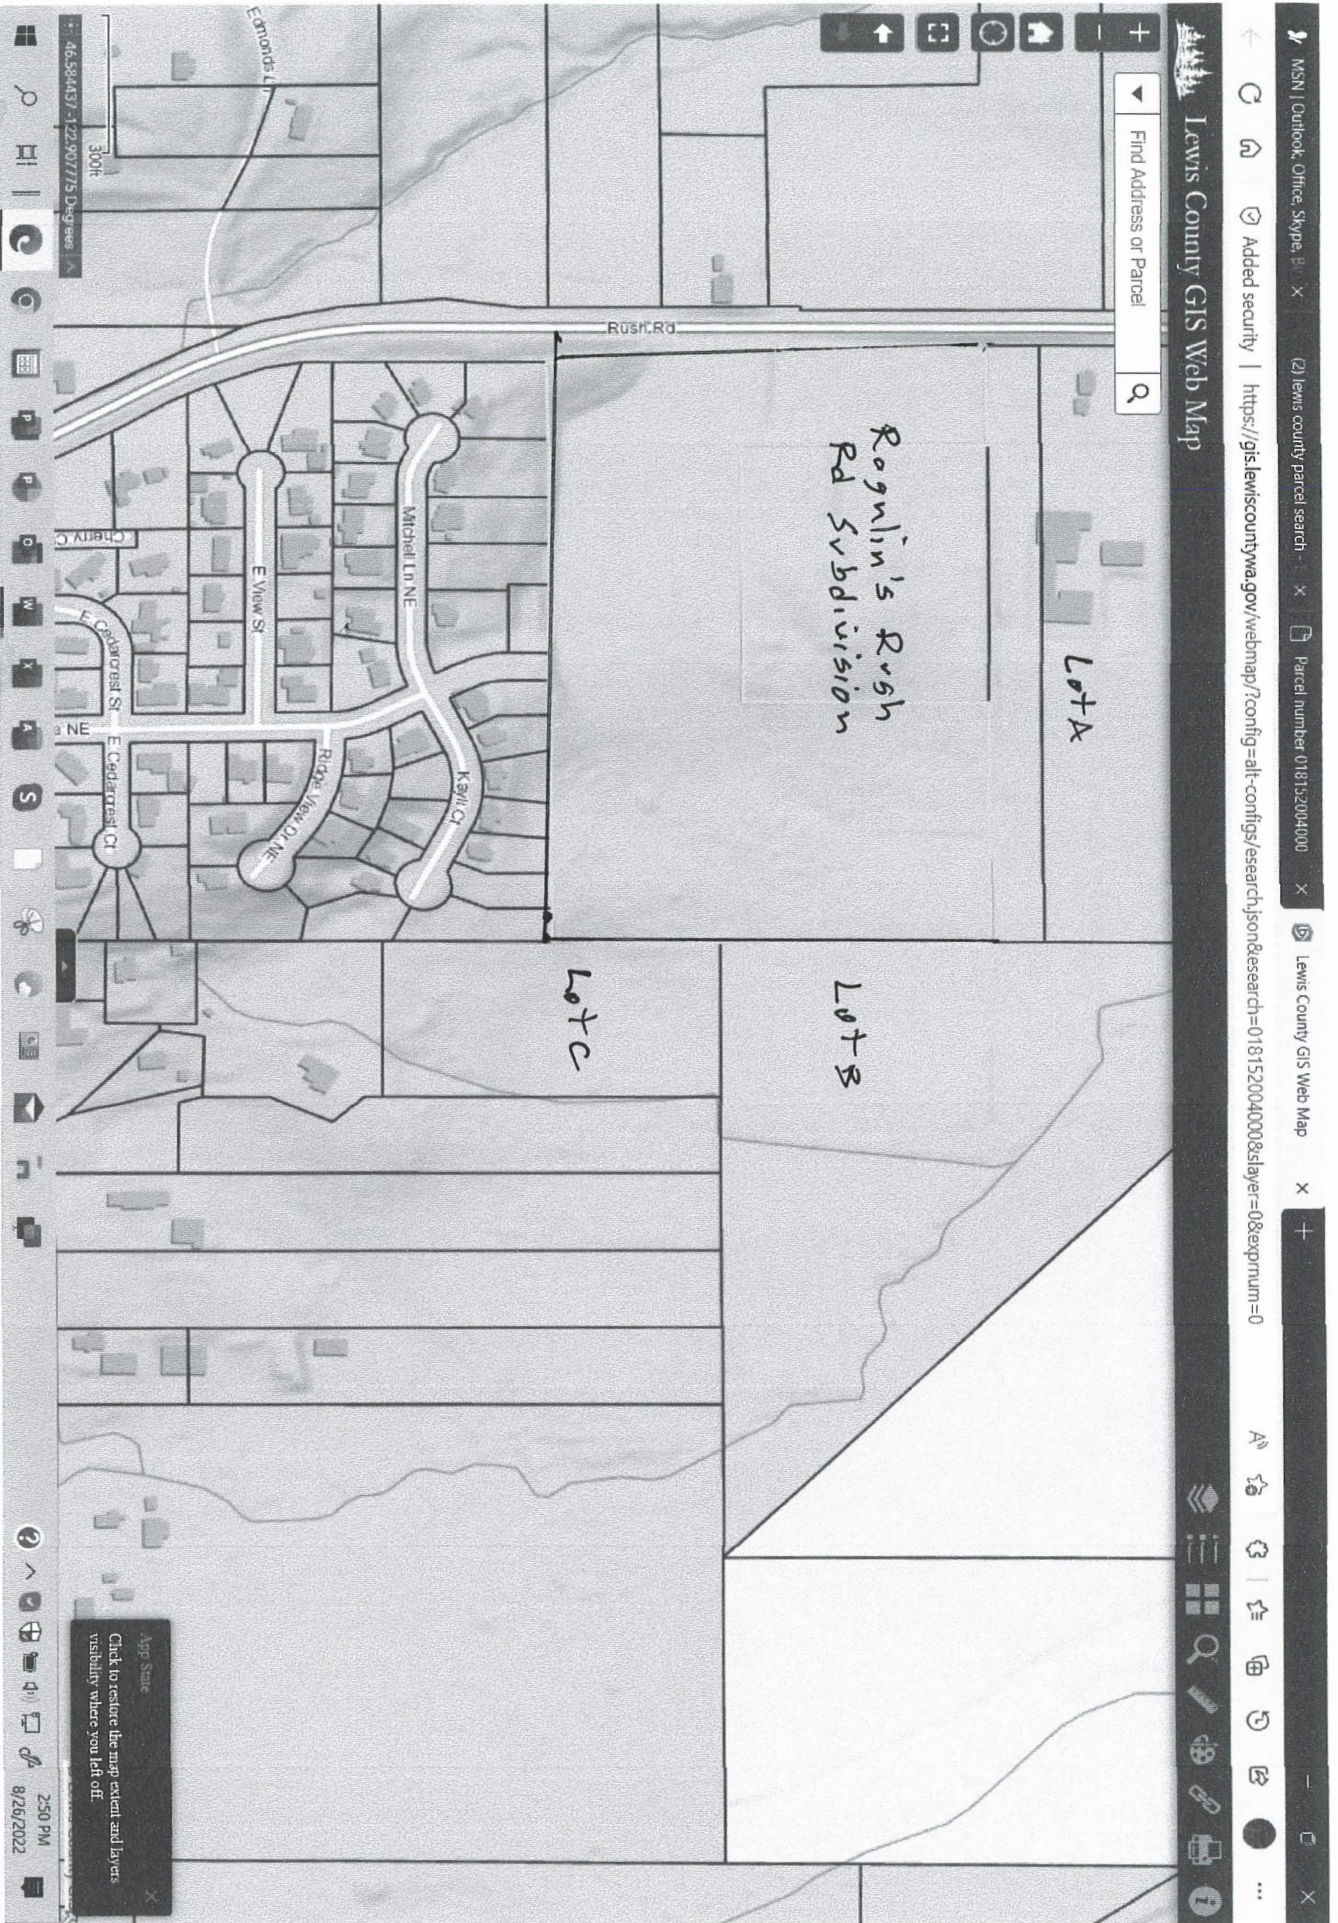 MSN | Outlook, Office, Skype, B
(2) lewis county parcel search -
Parcel number 018152004000
Lewis County GIS Web Map
Added security | https://gis.lewiscountywa.gov/webmap/?config=alt-configs/esearch.json&esearch=018152004000&slayer=0&exprnum=0
Lewis County GIS Web Map
Find Address or Parcel
Lot A
Rognlin's Rush
Rd Subdivision
Lot B
Rush Rd
Lot C
Kayli Ct
Mitchell Ln NE
Ridge View Dr NE
E View St
Edmonds Ln
Cherry C
E Cedarcrest St
E Cedarcrest Ct
NE
300ft
46.584437 -122.907775 Degrees
App State
Click to restore the map extent and layers
visibility where you left off.
2:50 PM
8/26/2022